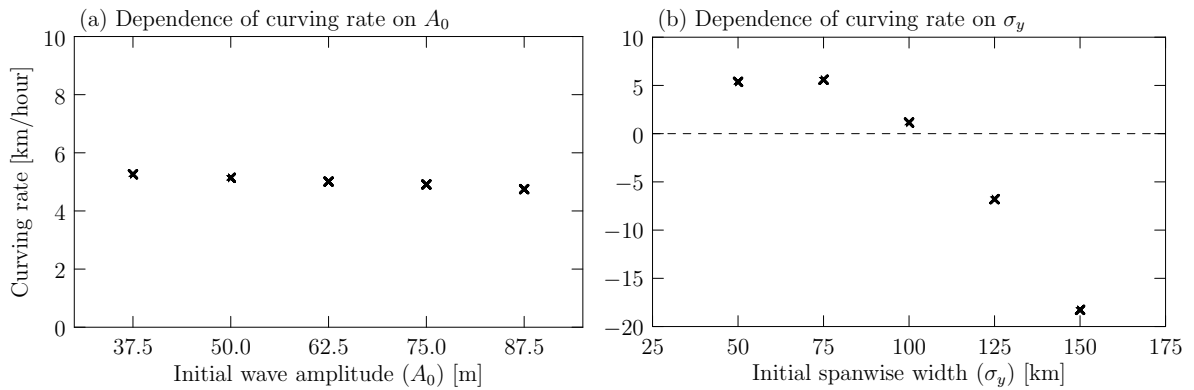 (a) Dependence of curving rate on A₀
10
8
6
4
2
0
Curving rate [km/hour]
37.5 50.0 62.5 75.0 87.5
Initial wave amplitude (A₀) [m]
(b) Dependence of curving rate on σ_y
10
5
0
−5
−10
−15
−20
25 50 75 100 125 150 175
Initial spanwise width (σ_y) [km]